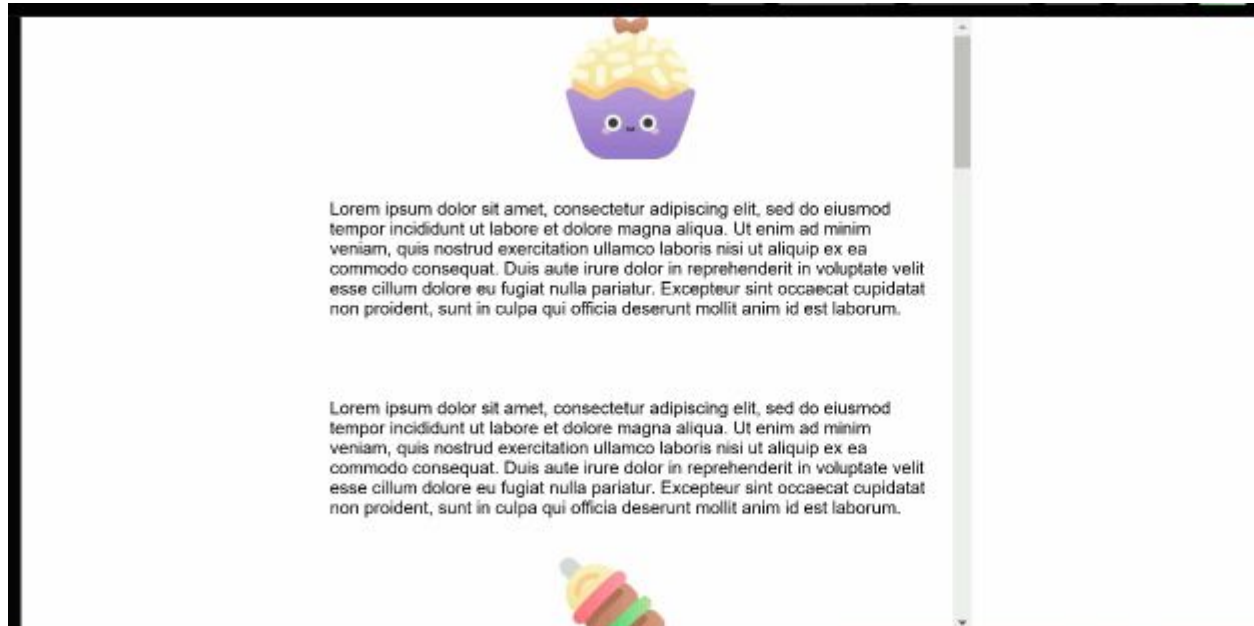 Lorem ipsum dolor sit amet, consectetur adipiscing elit, sed do eiusmod
tempor incididunt ut labore et dolore magna aliqua. Ut enim ad minim
veniam, quis nostrud exercitation ullamco laboris nisi ut aliquip ex ea
commodo consequat. Duis aute irure dolor in reprehenderit in voluptate velit
esse cillum dolore eu fugiat nulla pariatur. Excepteur sint occaecat cupidatat
non proident, sunt in culpa qui officia deserunt mollit anim id est laborum.
Lorem ipsum dolor sit amet, consectetur adipiscing elit, sed do eiusmod
tempor incididunt ut labore et dolore magna aliqua. Ut enim ad minim
veniam, quis nostrud exercitation ullamco laboris nisi ut aliquip ex ea
commodo consequat. Duis aute irure dolor in reprehenderit in voluptate velit
esse cillum dolore eu fugiat nulla pariatur. Excepteur sint occaecat cupidatat
non proident, sunt in culpa qui officia deserunt mollit anim id est laborum.